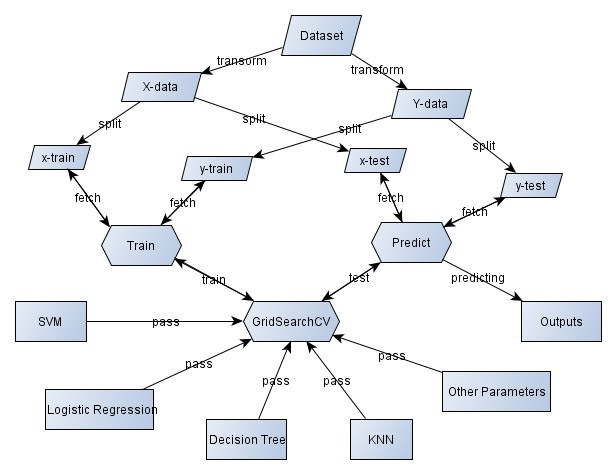 Dataset
transorm
transform
X-data
Y-data
split
split
split
split
x-train
y-train
x-test
y-test
fetch
fetch
fetch
fetch
Train
Predict
train
test
predicting
SVM
pass
GridSearchCV
Outputs
pass
pass
pass
pass
Logistic Regression
Decision Tree
KNN
Other Parameters